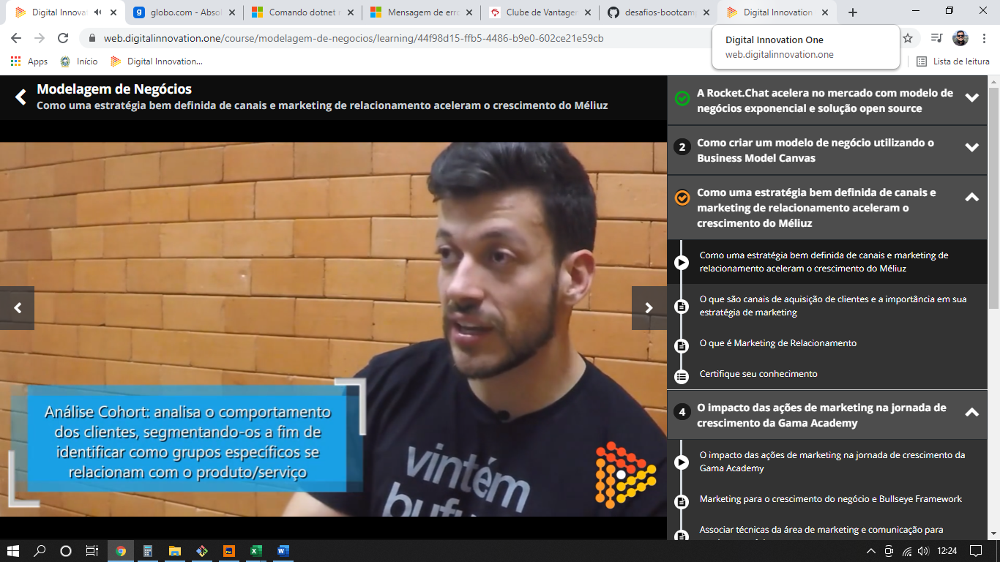 Digital Innovat
globo.com - Absol
Comando dotnet r
Mensagem de erro
Clube de Vantagen
desafios-bootcamp
Digital Innovation
web.digitalinnovation.one/course/modelagem-de-negocios/learning/44f98d15-ffb5-4486-b9e0-602ce21e59cb
Digital Innovation One
web.digitalinnovation.one
Apps
Início
Digital Innovation...
Lista de leitura
Modelagem de Negócios
Como uma estratégia bem definida de canais e marketing de relacionamento aceleram o crescimento do Méliuz
Análise Cohort: analisa o comportamento
dos clientes, segmentando-os a fim de
identificar como grupos específicos se
relacionam com o produto/serviço
vintém
A Rocket.Chat acelera no mercado com modelo de
negócios exponencial e solução open source
2
Como criar um modelo de negócio utilizando o
Business Model Canvas
Como uma estratégia bem definida de canais e
marketing de relacionamento aceleram o
crescimento do Méliuz
Como uma estratégia bem definida de canais e marketing de
relacionamento aceleram o crescimento do Méliuz
O que são canais de aquisição de clientes e a importância em sua
estratégia de marketing
O que é Marketing de Relacionamento
Certifique seu conhecimento
4
O impacto das ações de marketing na jornada de
crescimento da Gama Academy
O impacto das ações de marketing na jornada de crescimento da
Gama Academy
Marketing para o crescimento do negócio e Bullseye Framework
Associar técnicas da área de marketing e comunicação para
12:24